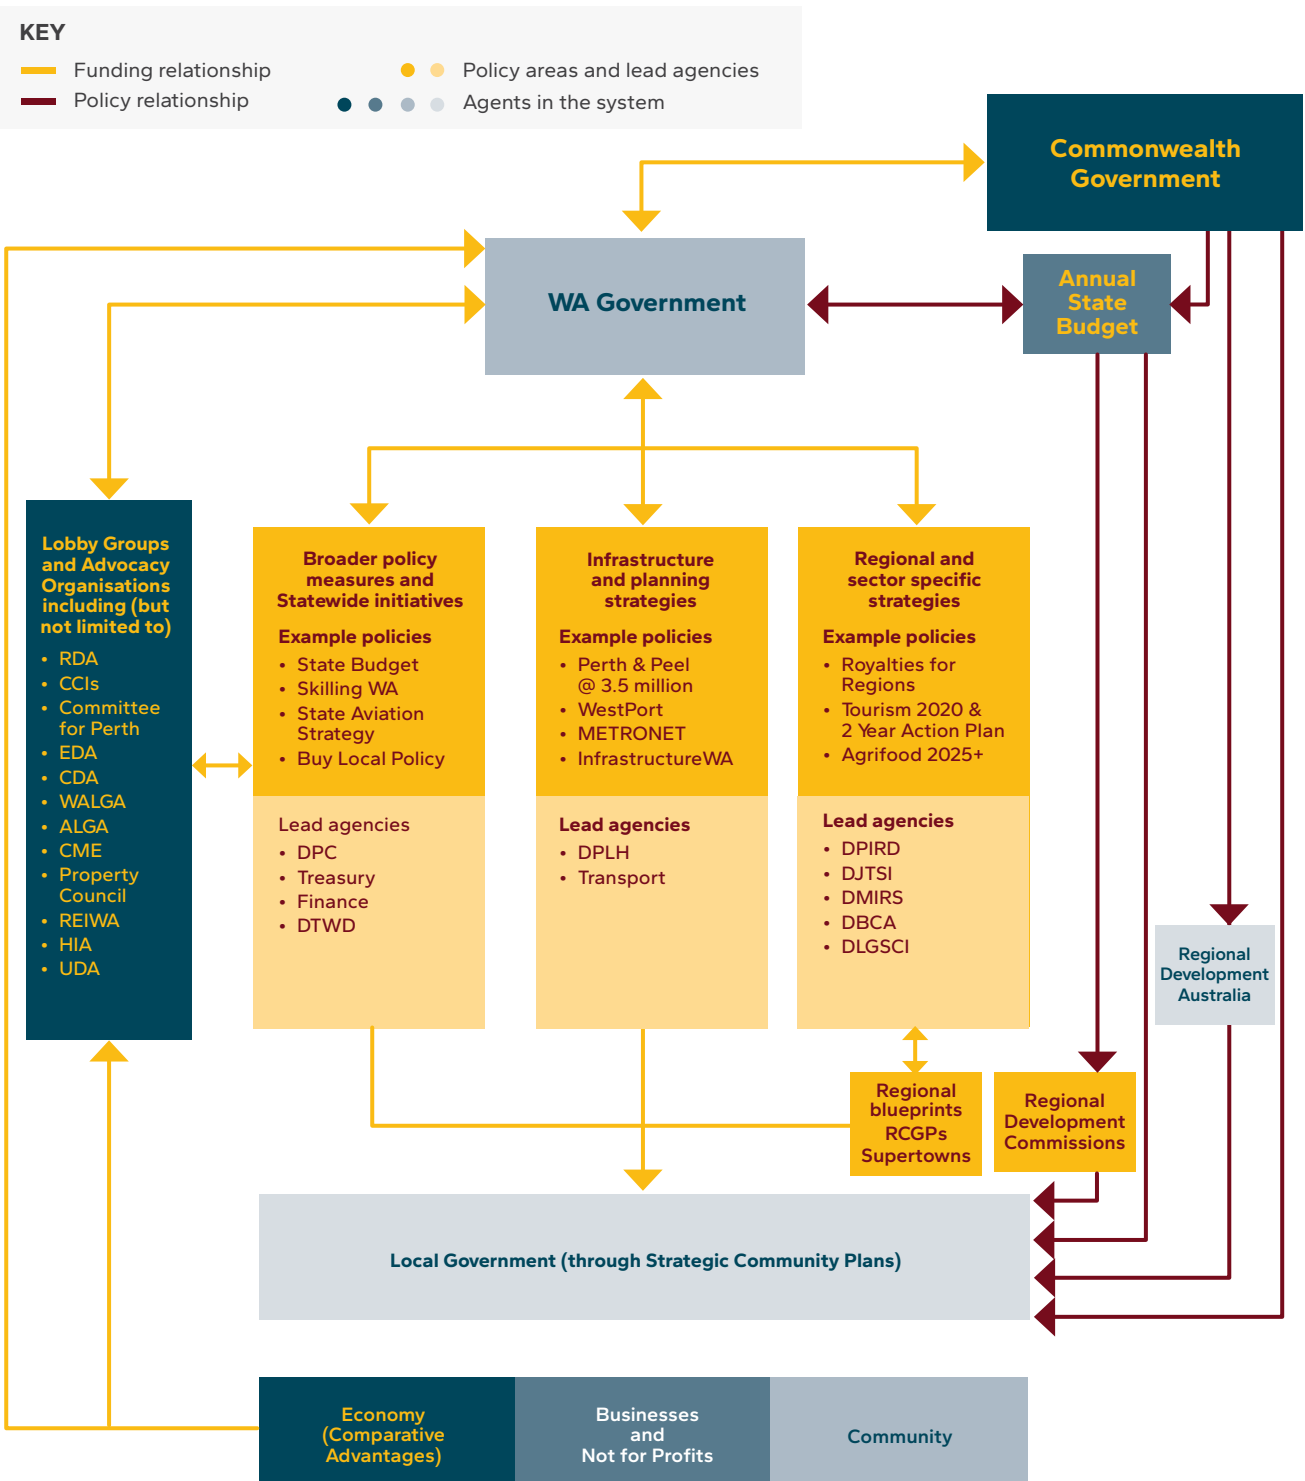 KEY
Funding relationship
Policy relationship
Policy areas and lead agencies
Agents in the system
Commonwealth
Government
WA Government
Annual
State
Budget
Lobby Groups
and Advocacy
Organisations
including (but
not limited to)
• RDA
• CCIs
• Committee
for Perth
• EDA
• CDA
• WALGA
• ALGA
• CME
• Property
Council
• REIWA
• HIA
• UDA
Broader policy
measures and
Statewide initiatives
Example policies
• State Budget
• Skilling WA
• State Aviation
Strategy
• Buy Local Policy
Lead agencies
• DPC
• Treasury
• Finance
• DTWD
Infrastructure
and planning
strategies
Example policies
• Perth & Peel
@ 3.5 million
• WestPort
• METRONET
• InfrastructureWA
Lead agencies
• DPLH
• Transport
Regional and
sector specific
strategies
Example policies
• Royalties for
Regions
• Tourism 2020 &
2 Year Action Plan
• Agrifood 2025+
Lead agencies
• DPIRD
• DJTSI
• DMIRS
• DBCA
• DLGSCI
Regional
Development
Australia
Regional
blueprints
RCGPs
Supertowns
Regional
Development
Commissions
Local Government (through Strategic Community Plans)
Economy
(Comparative
Advantages)
Businesses
and
Not for Profits
Community